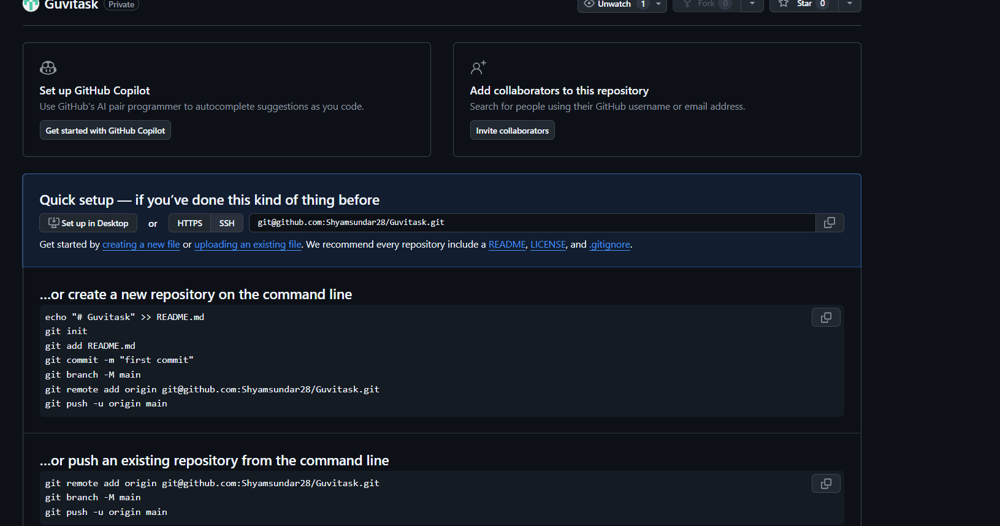 Guvitask Private Unwatch 1 Fork 0 Star 0
Set up GitHub Copilot
Use GitHub's AI pair programmer to autocomplete suggestions as you code.
Get started with GitHub Copilot
Add collaborators to this repository
Search for people using their GitHub username or email address.
Invite collaborators
Quick setup — if you’ve done this kind of thing before
Set up in Desktop or HTTPS SSH git@github.com:Shyamsundar28/Guvitask.git
Get started by creating a new file or uploading an existing file. We recommend every repository include a README, LICENSE, and .gitignore.
…or create a new repository on the command line
echo "# Guvitask" >> README.md
git init
git add README.md
git commit -m "first commit"
git branch -M main
git remote add origin git@github.com:Shyamsundar28/Guvitask.git
git push -u origin main
…or push an existing repository from the command line
git remote add origin git@github.com:Shyamsundar28/Guvitask.git
git branch -M main
git push -u origin main